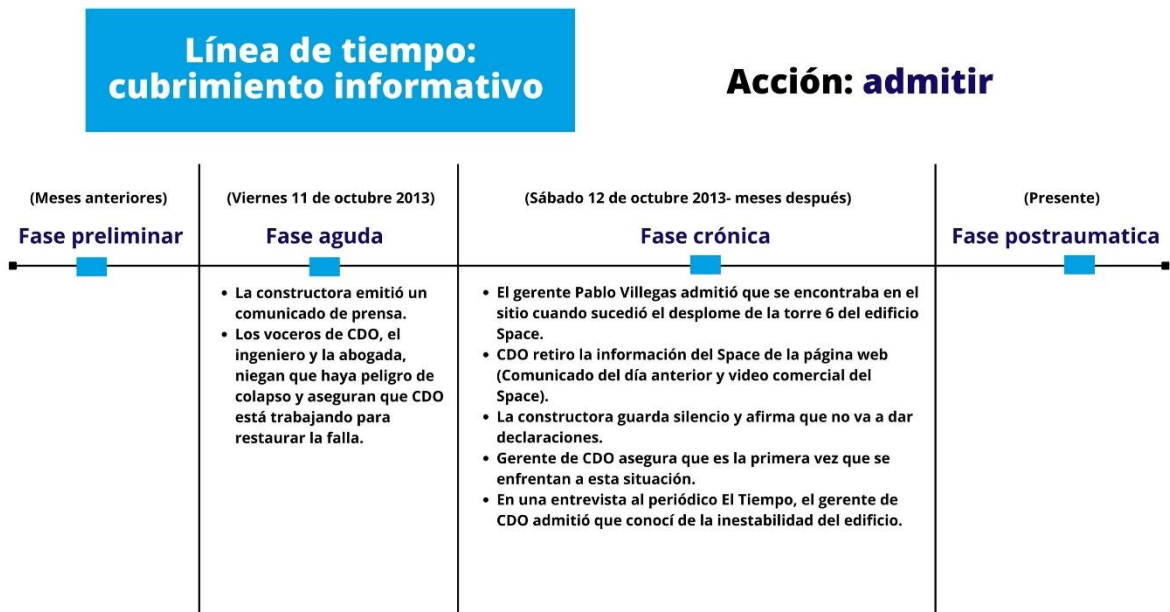 Línea de tiempo:
cubrimiento informativo
Acción: admitir
(Meses anteriores)
Fase preliminar
(Viernes 11 de octubre 2013)
Fase aguda
• La constructora emitió un
comunicado de prensa.
• Los voceros de CDO, el
ingeniero y la abogada,
niegan que haya peligro de
colapso y aseguran que CDO
está trabajando para
restaurar la falla.
(Sábado 12 de octubre 2013- meses después)
Fase crónica
• El gerente Pablo Villegas admitió que se encontraba en el
sitio cuando sucedió el desplome de la torre 6 del edificio
Space.
• CDO retiro la información del Space de la página web
(Comunicado del día anterior y video comercial del
Space).
• La constructora guarda silencio y afirma que no va a dar
declaraciones.
• Gerente de CDO asegura que es la primera vez que se
enfrentan a esta situación.
• En una entrevista al periódico El Tiempo, el gerente de
CDO admitió que conocí de la inestabilidad del edificio.
(Presente)
Fase postraumatica